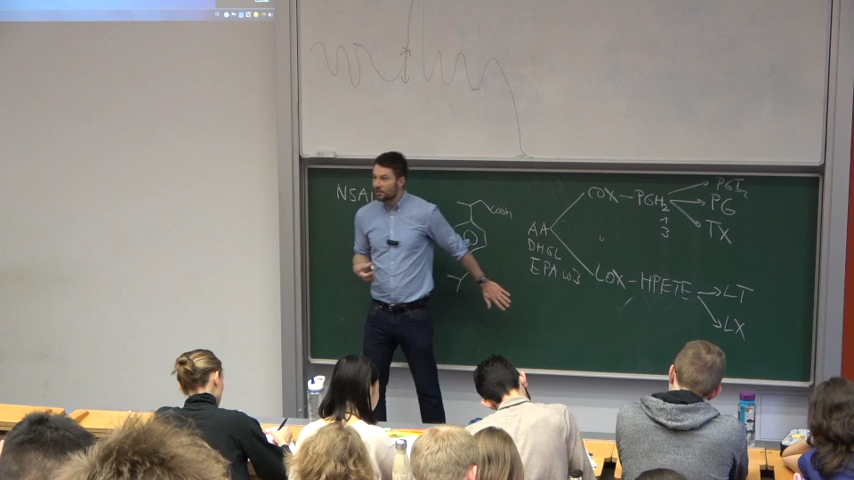 NSAI
COOH
AA
DHGL
EPA ω3
COX - PGH2
1
3
PGI2
PG
TX
LOX - HPETE
LT
LX